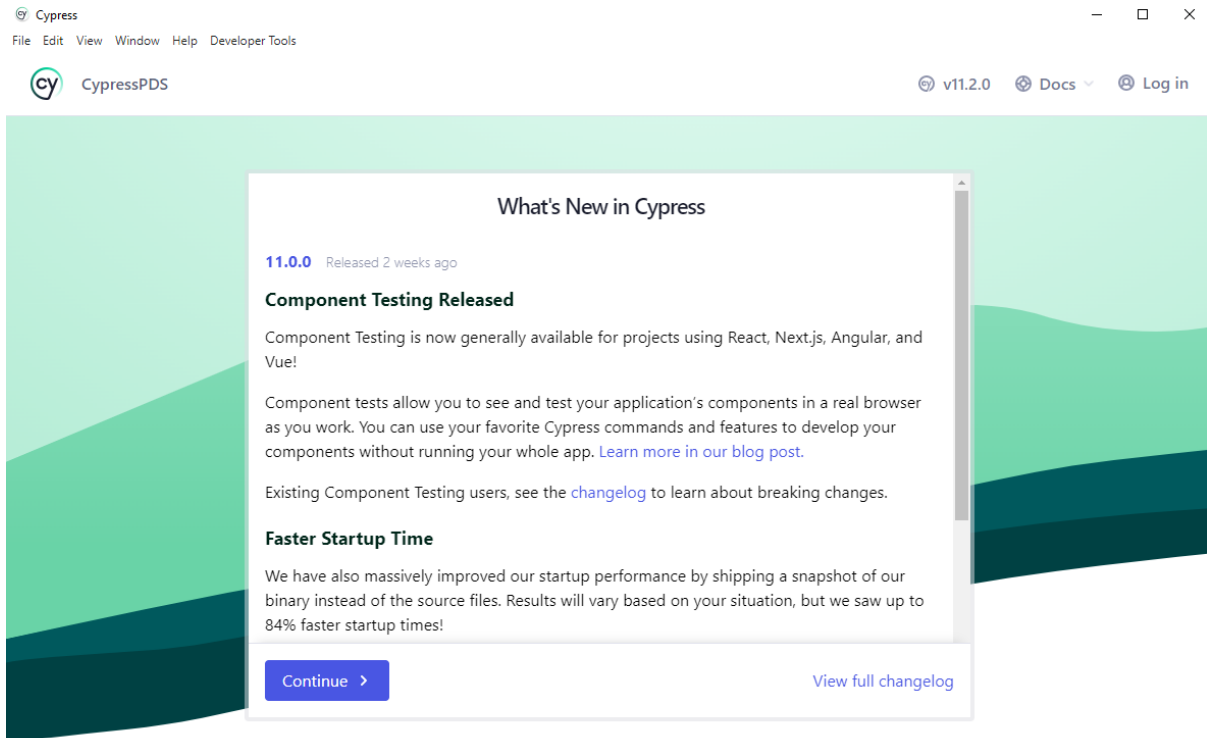 Cypress
File Edit View Window Help Developer Tools
cy CypressPDS v11.2.0 Docs Log in
What's New in Cypress
11.0.0 Released 2 weeks ago
Component Testing Released
Component Testing is now generally available for projects using React, Next.js, Angular, and
Vue!
Component tests allow you to see and test your application's components in a real browser
as you work. You can use your favorite Cypress commands and features to develop your
components without running your whole app. Learn more in our blog post.
Existing Component Testing users, see the changelog to learn about breaking changes.
Faster Startup Time
We have also massively improved our startup performance by shipping a snapshot of our
binary instead of the source files. Results will vary based on your situation, but we saw up to
84% faster startup times!
Continue View full changelog